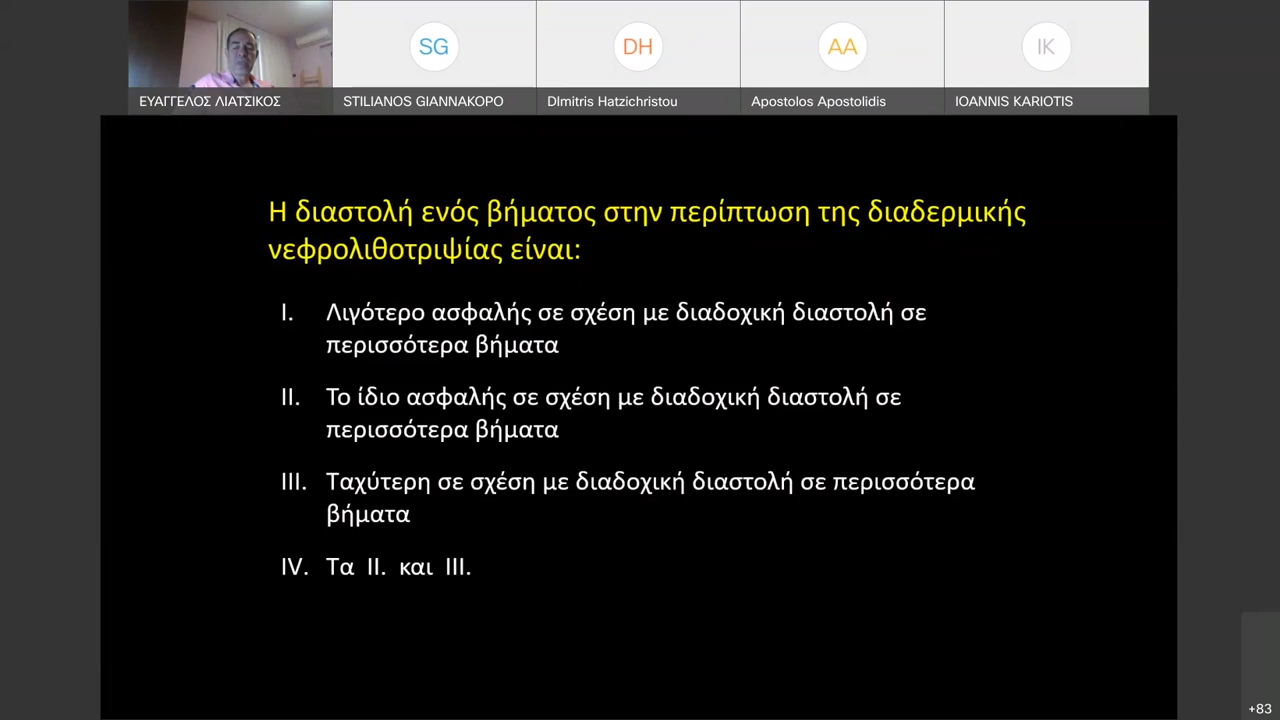 SG
DH
AA
IK
ΕΥΑΓΓΕΛΟΣ ΛΙΑΤΣΙΚΟΣ
STILIANOS GIANNAKOPO
DImitris Hatzichristou
Apostolos Apostolidis
IOANNIS KARIOTIS
Η διαστολή ενός βήματος στην περίπτωση της διαδερμικής
νεφρολιθοτριψίας είναι:
I. Λιγότερο ασφαλής σε σχέση με διαδοχική διαστολή σε
περισσότερα βήματα
II. Το ίδιο ασφαλής σε σχέση με διαδοχική διαστολή σε
περισσότερα βήματα
III. Ταχύτερη σε σχέση με διαδοχική διαστολή σε περισσότερα
βήματα
IV. Τα II. και III.
+83